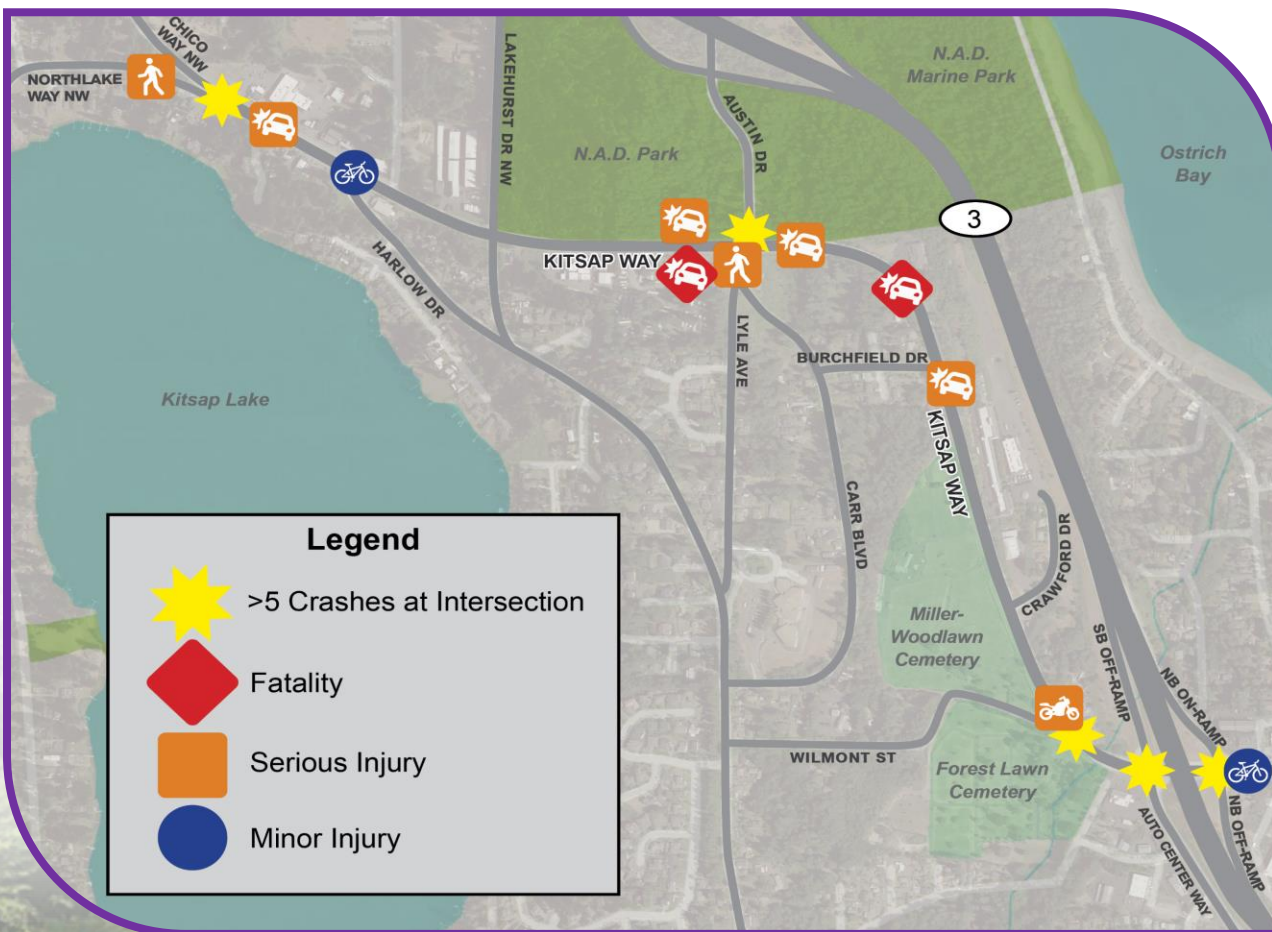 CHICO
WAY NW
NORTHLAKE
WAY NW
LAKEHURST DR NW
N.A.D. Park
AUSTIN DR
N.A.D.
Marine Park
Ostrich
Bay
3
KITSAP WAY
HARLOW DR
LYLE AVE
BURCHFIELD DR
Kitsap Lake
KITSAP WAY
CARR BLVD
CRAWFORD DR
Miller-
Woodlawn
Cemetery
SB OFF-RAMP
NB ON-RAMP
WILMONT ST
Forest Lawn
Cemetery
AUTO CENTER WAY
NB OFF-RAMP
Legend
>5 Crashes at Intersection
Fatality
Serious Injury
Minor Injury